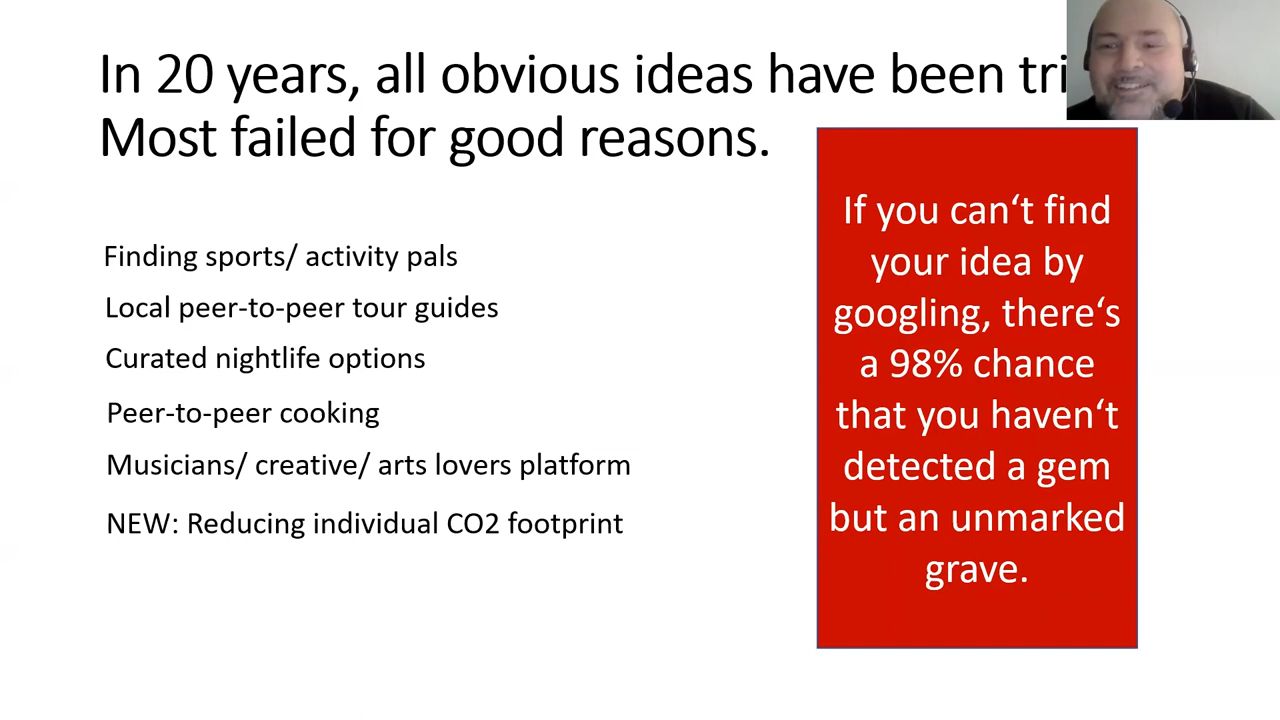 In 20 years, all obvious ideas have been tri
Most failed for good reasons.
Finding sports/ activity pals
Local peer-to-peer tour guides
Curated nightlife options
Peer-to-peer cooking
Musicians/ creative/ arts lovers platform
NEW: Reducing individual CO2 footprint
If you can‘t find
your idea by
googling, there‘s
a 98% chance
that you haven‘t
detected a gem
but an unmarked
grave.